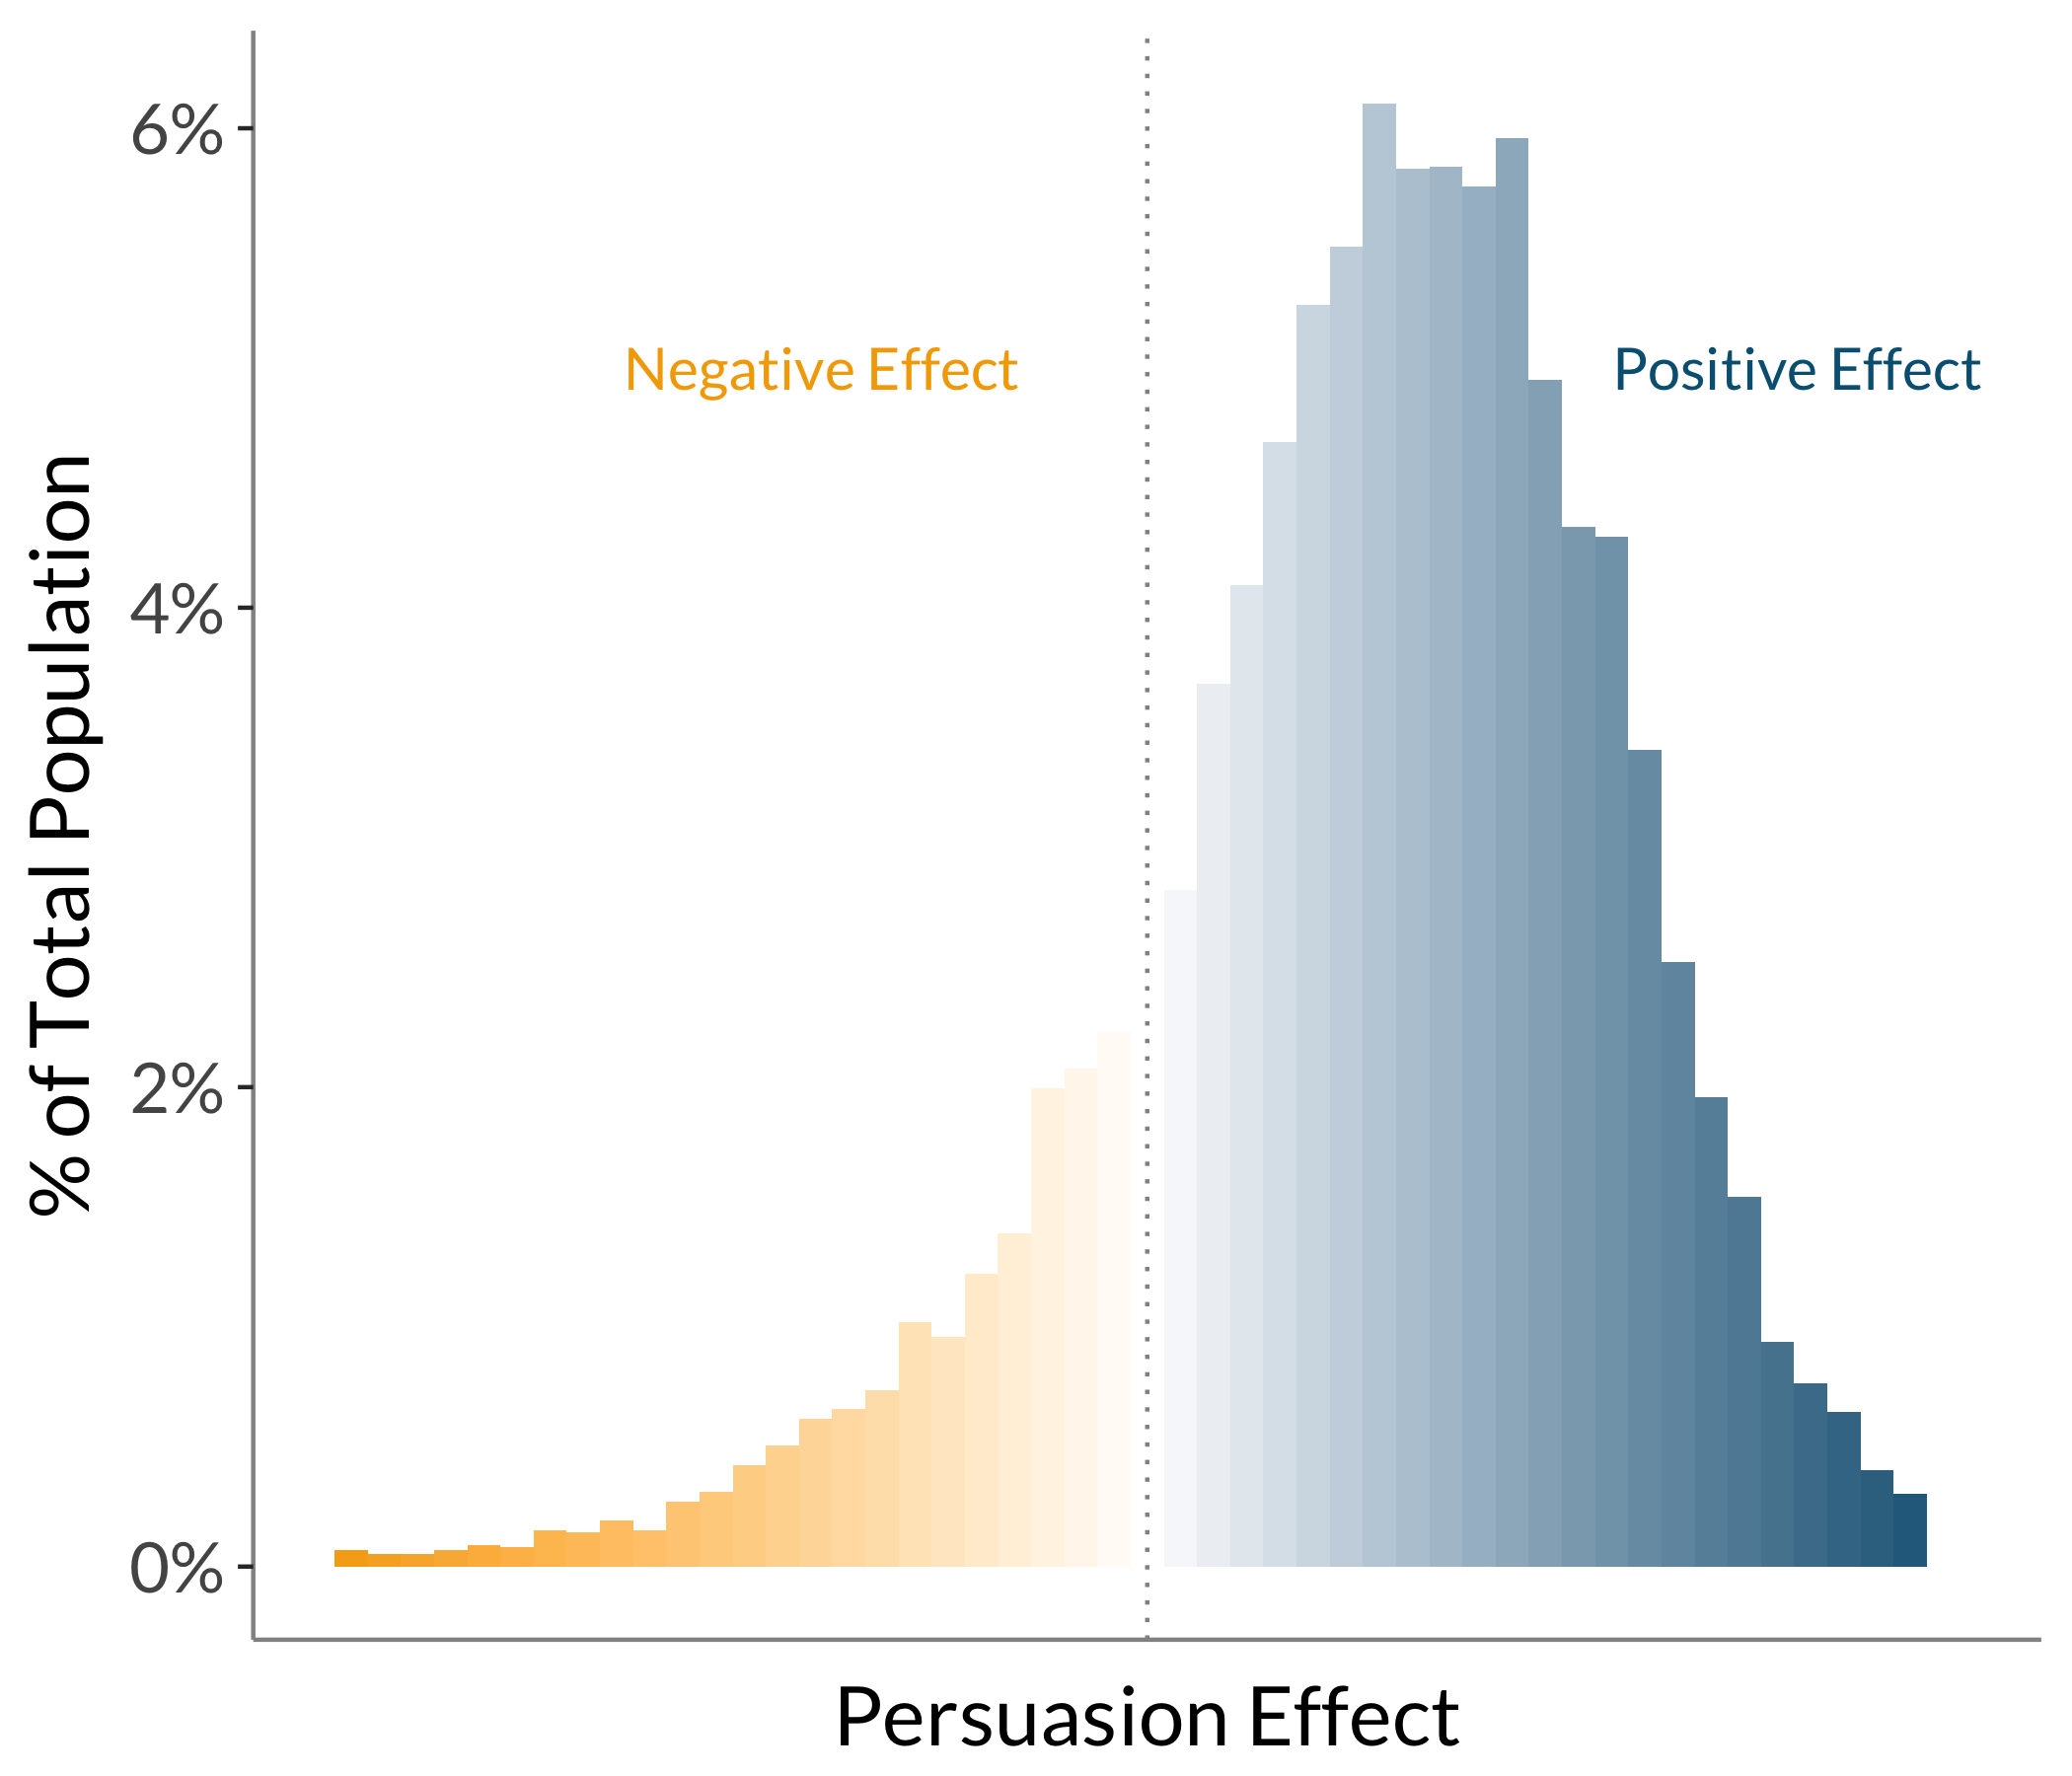 6%
4%
2%
0%
% of Total Population
Negative Effect
Positive Effect
Persuasion Effect